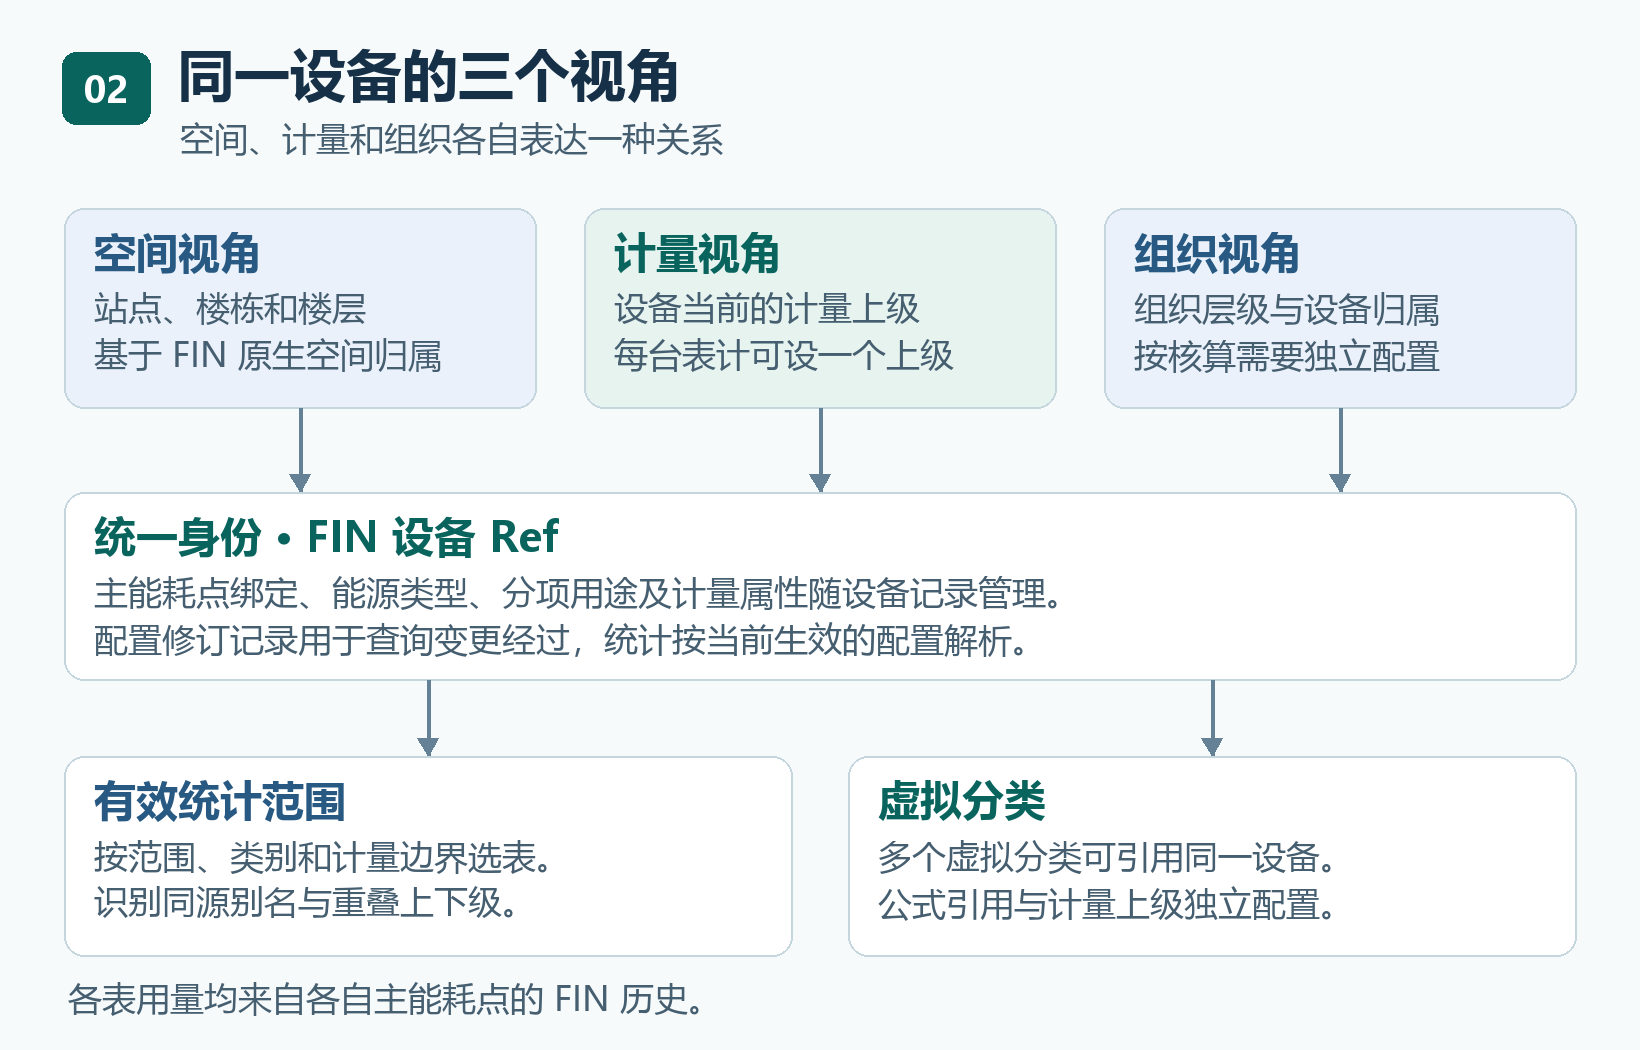 02
同一设备的三个视角
空间、计量和组织各自表达一种关系
空间视角
站点、楼栋和楼层
基于 FIN 原生空间归属
计量视角
设备当前的计量上级
每台表计可设一个上级
组织视角
组织层级与设备归属
按核算需要独立配置
统一身份 • FIN 设备 Ref
主能耗点绑定、能源类型、分项用途及计量属性随设备记录管理。
配置修订记录用于查询变更经过，统计按当前生效的配置解析。
有效统计范围
按范围、类别和计量边界选表。
识别同源别名与重叠上下级。
虚拟分类
多个虚拟分类可引用同一设备。
公式引用与计量上级独立配置。
各表用量均来自各自主能耗点的 FIN 历史。